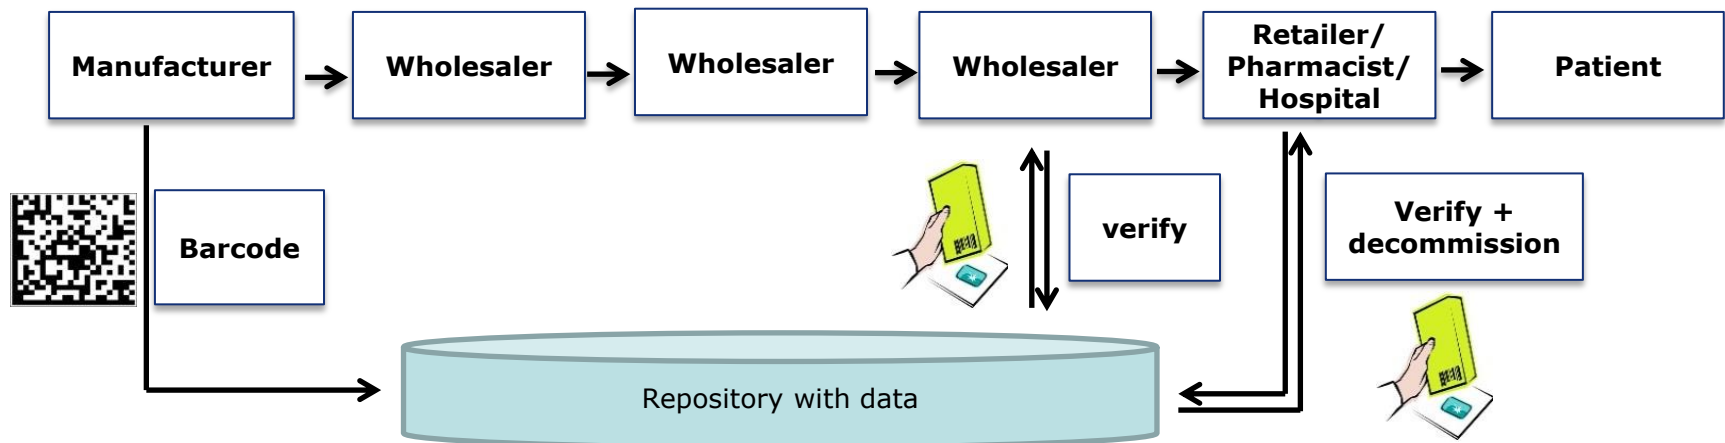 Manufacturer
Wholesaler
Wholesaler
Wholesaler
Retailer/
Pharmacist/
Hospital
Patient
Barcode
verify
Verify +
decommission
Repository with data